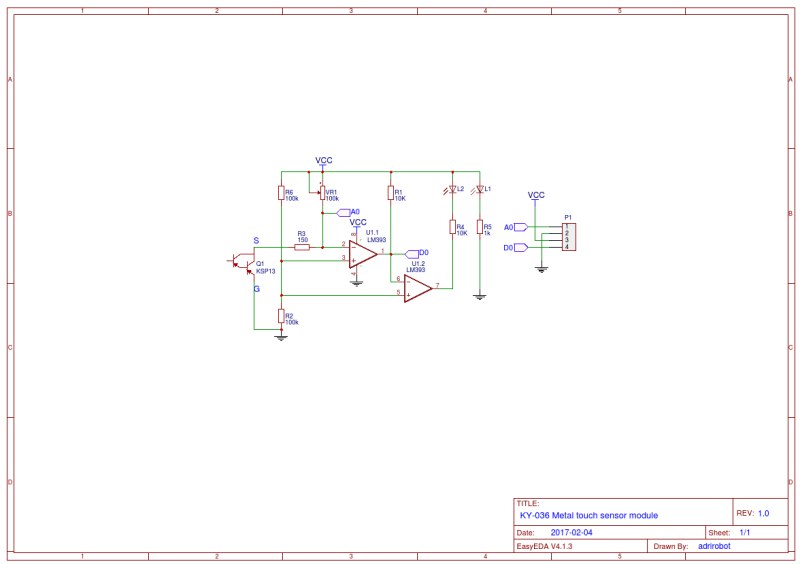 1 2 3 4 5
A A
VCC
R6 100k
VR1 100k
R1 10K
L2
L1
VCC
A0
VCC
R4 10K
R5 1k
A0
P1
1
2
3
4
D0
S
R3 150
U1.1 LM393
8
2
3
1
4
D0
Q1 KSP13
U1.2 LM393
6
5
7
G
R2 100k
B B
C C
D D
TITLE:
KY-036 Metal touch sensor module
REV: 1.0
Date: 2017-02-04
Sheet: 1/1
EasyEDA V4.1.3
Drawn By: adrirobot
1 2 3 4 5